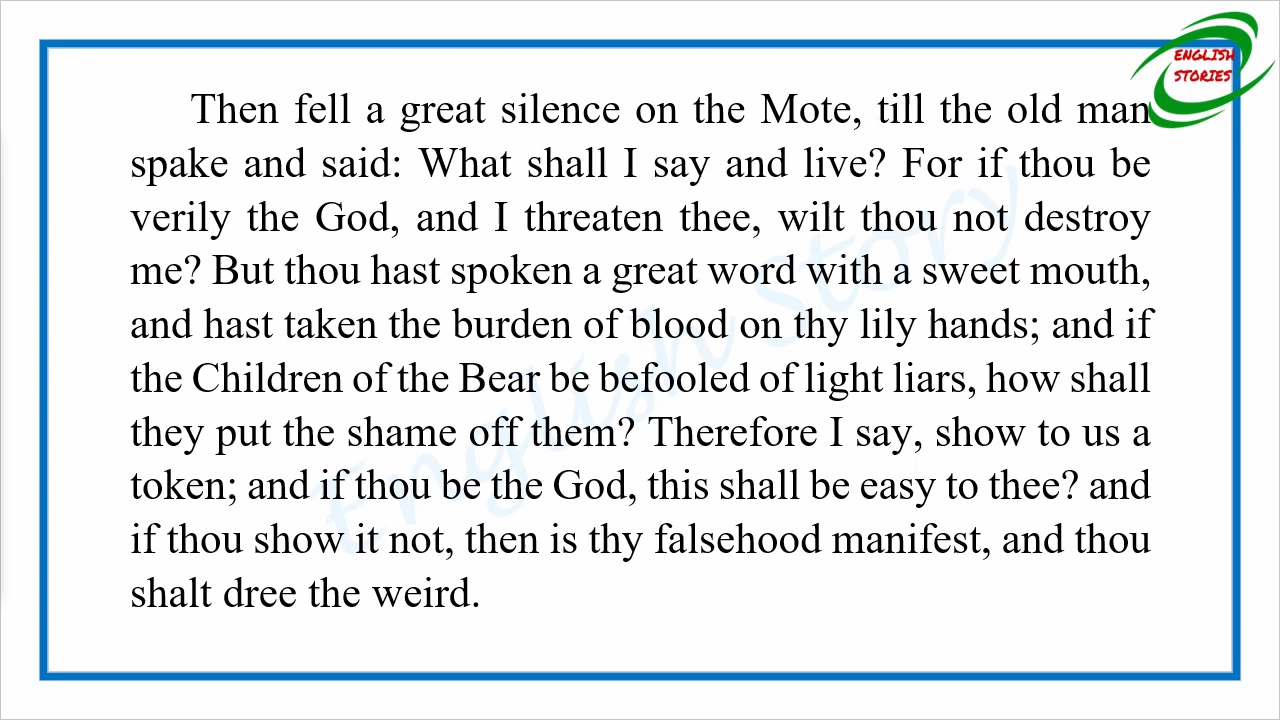 ENGLISH
STORIES
Then fell a great silence on the Mote, till the old man
spake and said: What shall I say and live? For if thou be
verily the God, and I threaten thee, wilt thou not destroy
me? But thou hast spoken a great word with a sweet mouth,
and hast taken the burden of blood on thy lily hands; and if
the Children of the Bear be befooled of light liars, how shall
they put the shame off them? Therefore I say, show to us a
token; and if thou be the God, this shall be easy to thee? and
if thou show it not, then is thy falsehood manifest, and thou
shalt dree the weird.
English Story